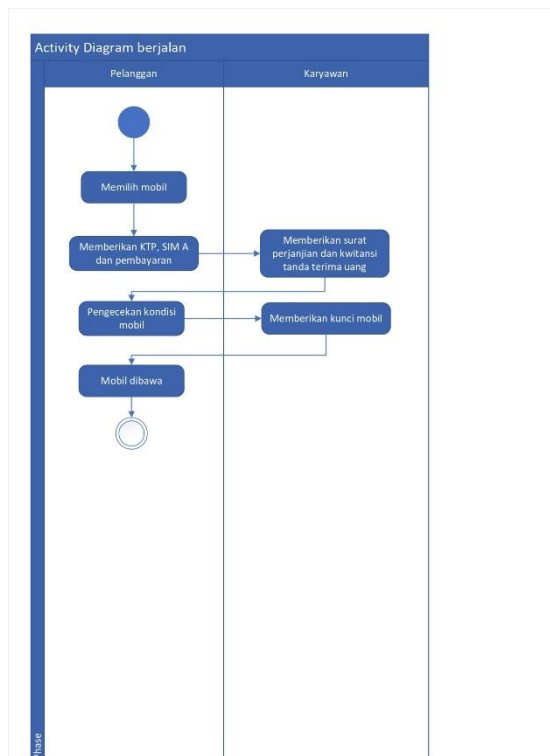 Activity Diagram berjalan
Pelanggan
Karyawan
Memilih mobil
Memberikan KTP, SIM A
dan pembayaran
Memberikan surat
perjanjian dan kwitansi
tanda terima uang
Pengecekan kondisi
mobil
Memberikan kunci mobil
Mobil dibawa
Phase